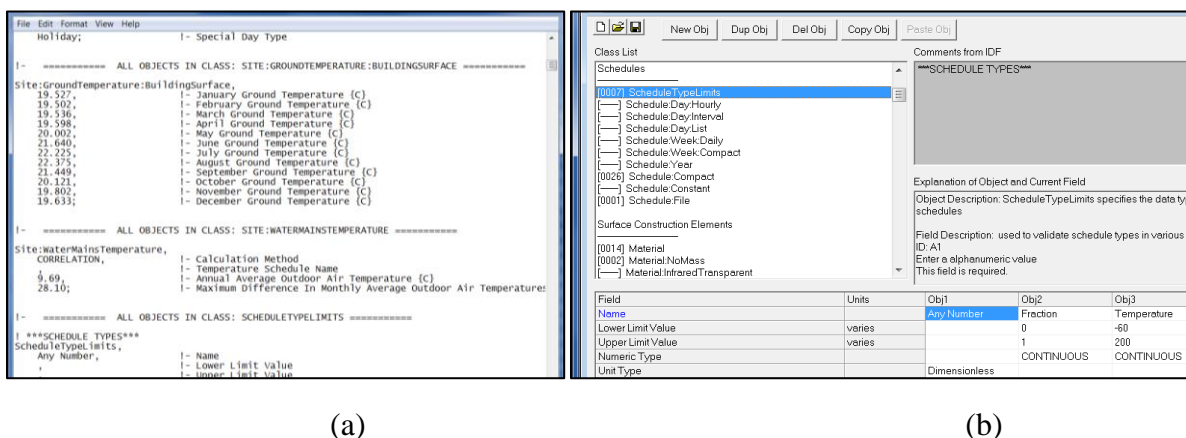 File Edit Format View Help
Holiday; !- Special Day Type
!- =========== ALL OBJECTS IN CLASS: SITE:GROUNDTEMPERATURE:BUILDINGSURFACE ===========
Site:GroundTemperature:BuildingSurface,
19.527, !- January Ground Temperature {C}
19.502, !- February Ground Temperature {C}
19.536, !- March Ground Temperature {C}
19.598, !- April Ground Temperature {C}
20.002, !- May Ground Temperature {C}
21.640, !- June Ground Temperature {C}
22.225, !- July Ground Temperature {C}
22.375, !- August Ground Temperature {C}
21.449, !- September Ground Temperature {C}
20.121, !- October Ground Temperature {C}
19.802, !- November Ground Temperature {C}
19.633; !- December Ground Temperature {C}
!- =========== ALL OBJECTS IN CLASS: SITE:WATERMAINSTEMPERATURE ===========
Site:WaterMainsTemperature,
CORRELATION, !- Calculation Method
, !- Temperature Schedule Name
9.69, !- Annual Average Outdoor Air Temperature {C}
28.10; !- Maximum Difference In Monthly Average Outdoor Air Temperatures
!- =========== ALL OBJECTS IN CLASS: SCHEDULETYPELIMITS ===========
! ***SCHEDULE TYPES***
ScheduleTypeLimits,
Any Number, !- Name
, !- Lower Limit Value
, !- Upper Limit Value
(a)
New Obj Dup Obj Del Obj Copy Obj Paste Obj
Class List
Schedules
[0007] ScheduleTypeLimits
[-----] Schedule:Day:Hourly
[-----] Schedule:Day:Interval
[-----] Schedule:Day:List
[-----] Schedule:Week:Daily
[-----] Schedule:Week:Compact
[-----] Schedule:Year
[0026] Schedule:Compact
[-----] Schedule:Constant
[0001] Schedule:File
Surface Construction Elements
[0014] Material
[0002] Material:NoMass
[-----] Material:InfraredTransparent
Comments from IDF
***SCHEDULE TYPES***
Explanation of Object and Current Field
Object Description: ScheduleTypeLimits specifies the data ty
schedules
Field Description: used to validate schedule types in various
ID: A1
Enter a alphanumeric value
This field is required.
Field Units Obj1 Obj2 Obj3
Name Any Number Fraction Temperature
Lower Limit Value varies 0 -60
Upper Limit Value varies 1 200
Numeric Type CONTINUOUS CONTINUOUS
Unit Type Dimensionless
(b)